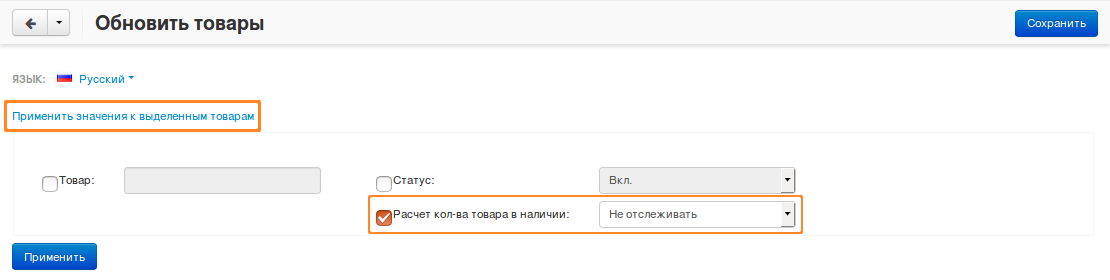 Обновить товары
Сохранить
ЯЗЫК: Русский
Применить значения к выделенным товарам
Товар: Статус: Вкл.
Расчет кол-ва товара в наличии: Не отслеживать
Применить